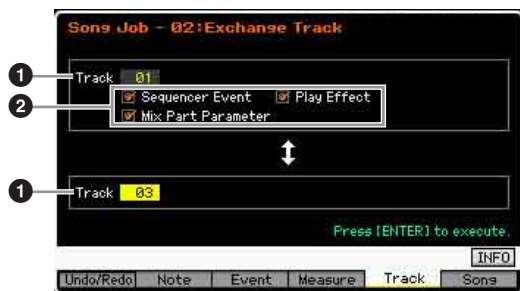 Song Job - 02:Exchange Track
1 Track 01
2 Sequencer Event Play Effect
Mix Part Parameter
1 Track 03
Press [ENTER] to execute.
INFO
Undo/Redo Note Event Measure Track Song